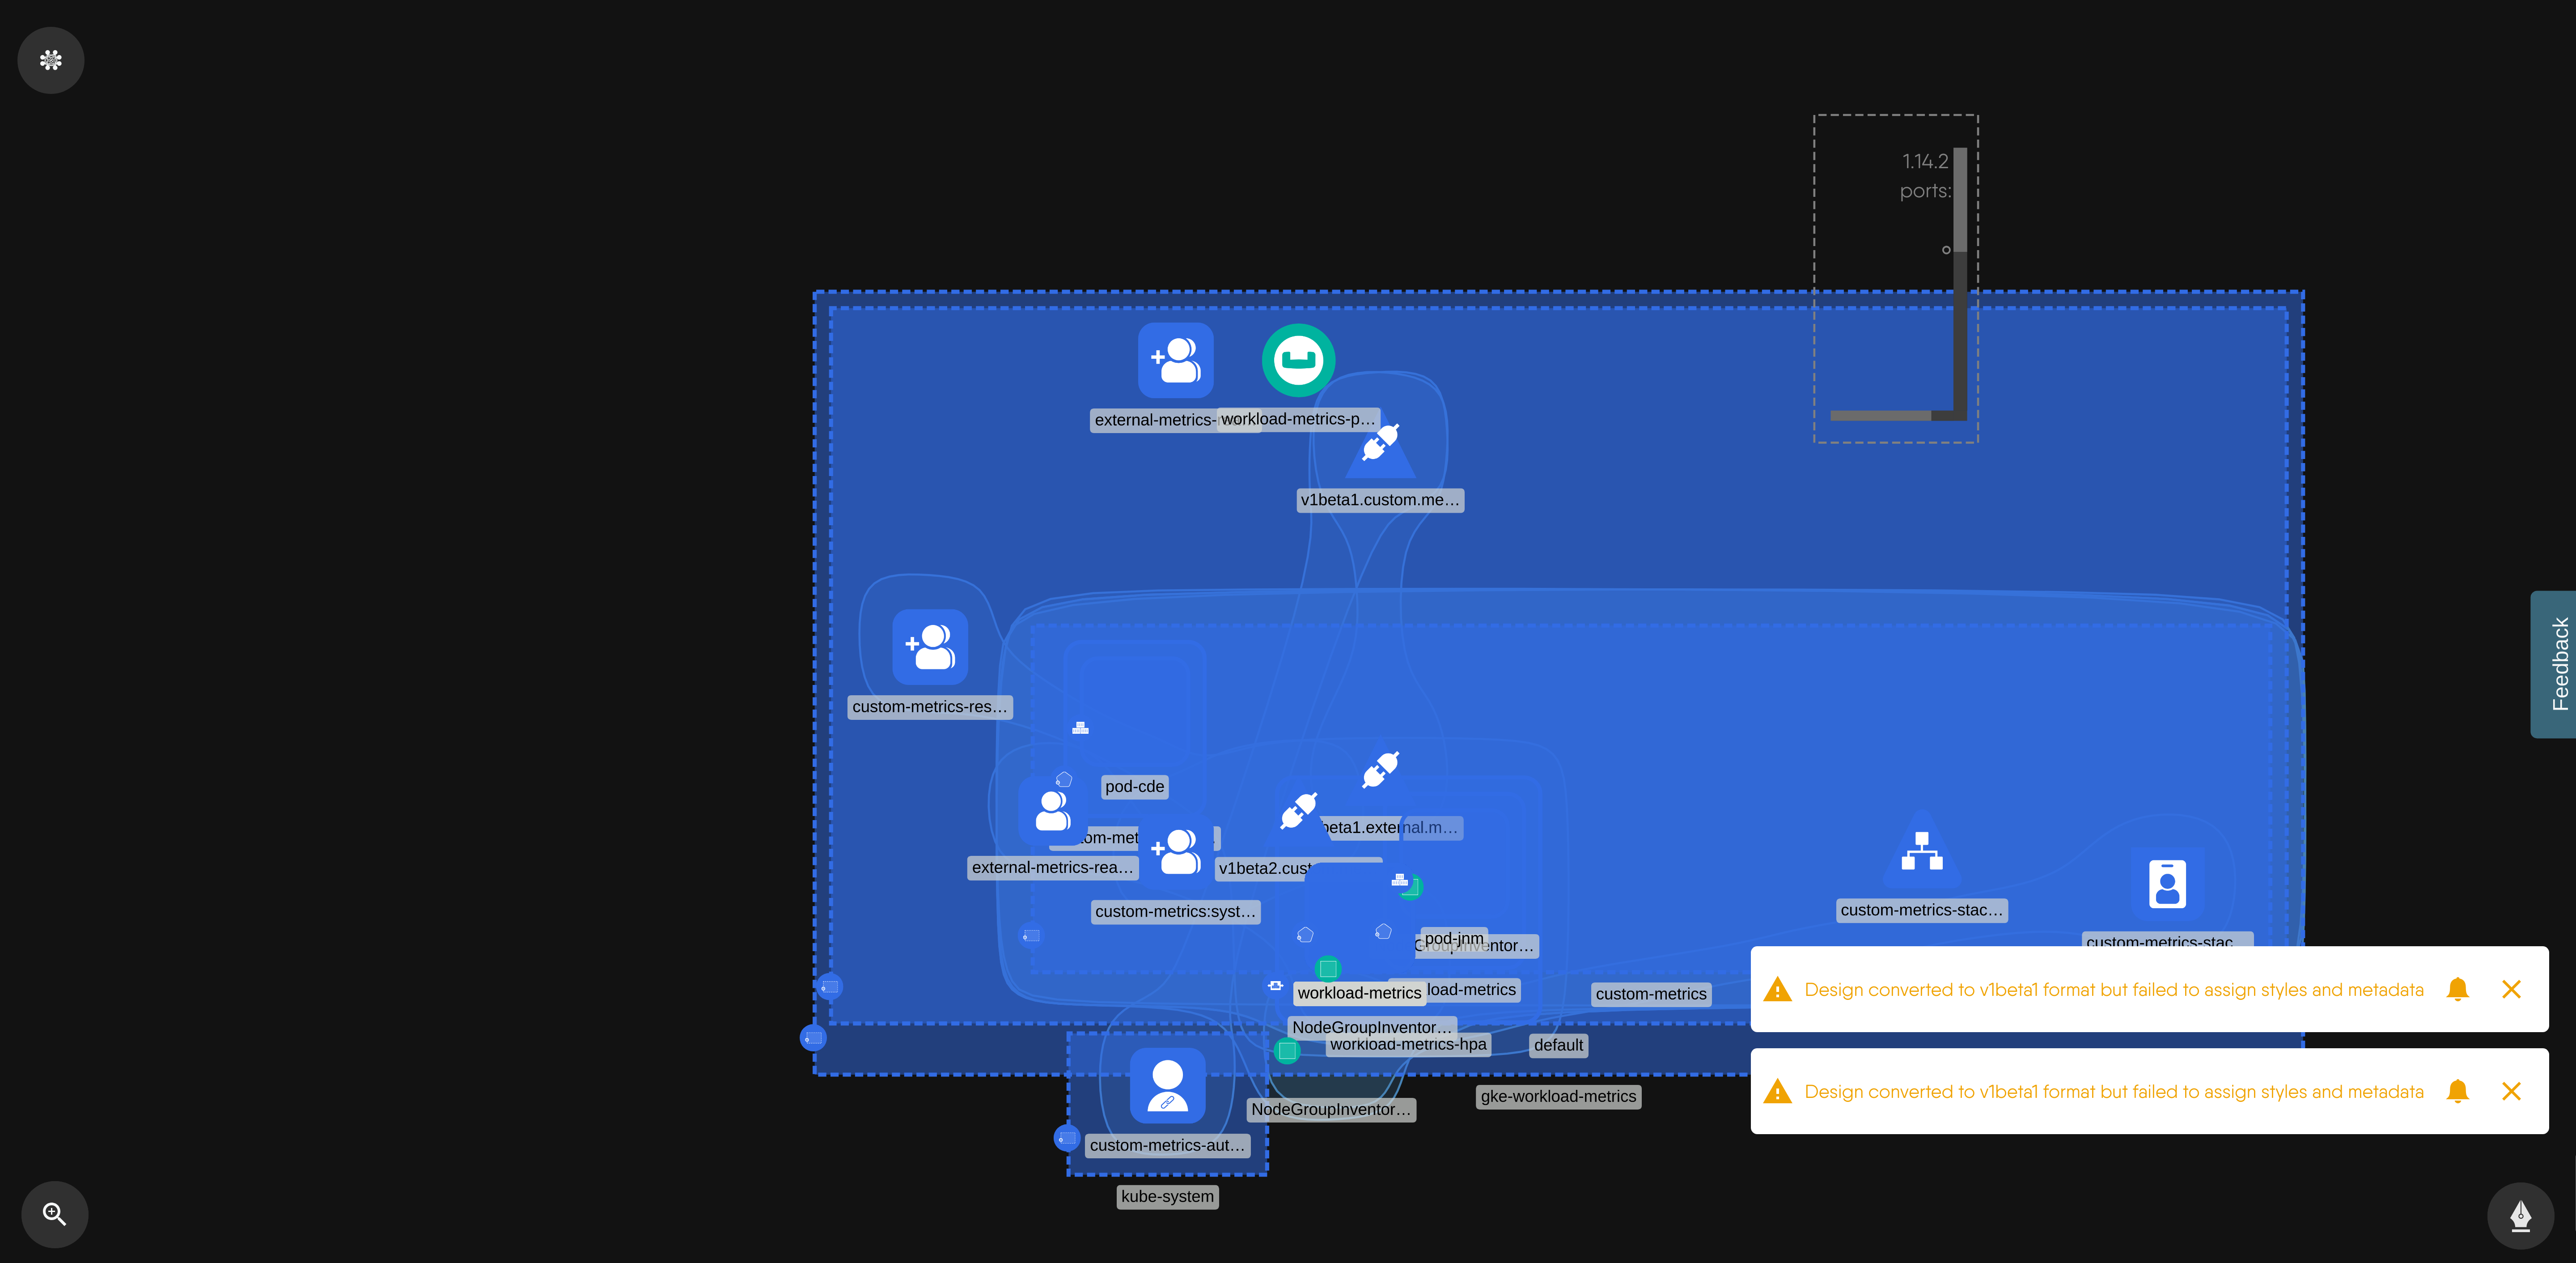 1.14.2
ports:
external-metrics-
workload-metrics-p…
v1beta1.custom.me…
custom-metrics-res…
pod-cde
beta1.external.m…
external-metrics-rea…
v1beta2.cust
custom-metrics:syst…
custom-metrics-stac…
pod-jnm
custom-metrics-stac
workload-metrics
load-metrics
custom-metrics
NodeGroupInventor…
workload-metrics-hpa
default
gke-workload-metrics
NodeGroupInventor…
custom-metrics-aut…
kube-system
Feedback
Design converted to v1beta1 format but failed to assign styles and metadata
Design converted to v1beta1 format but failed to assign styles and metadata